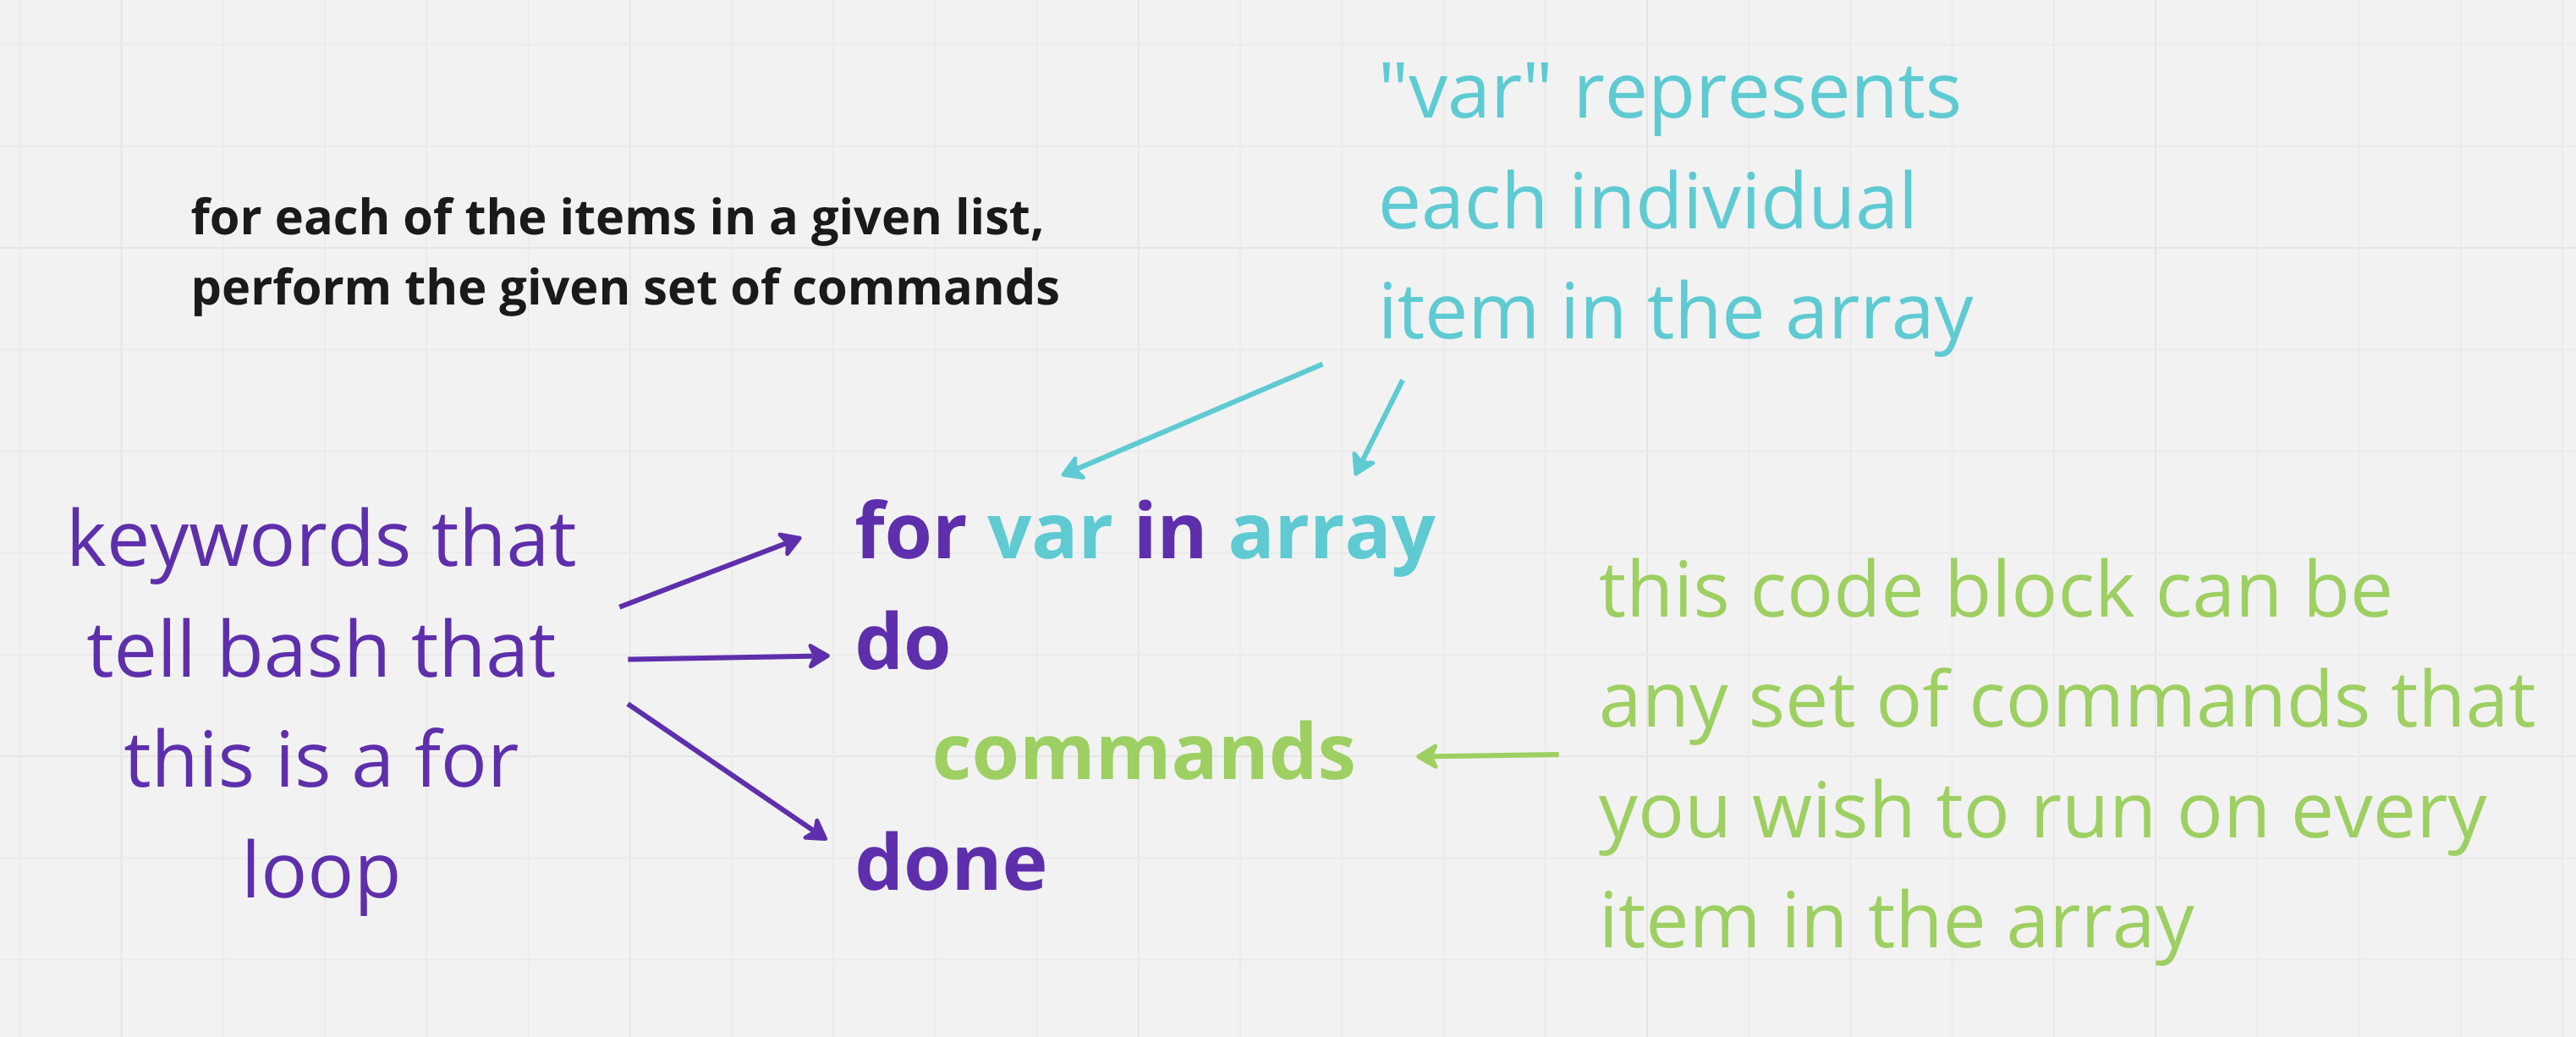 "var" represents
each individual
item in the array
for each of the items in a given list,
perform the given set of commands
keywords that
tell bash that
this is a for
loop
for var in array
do
commands
done
this code block can be
any set of commands that
you wish to run on every
item in the array